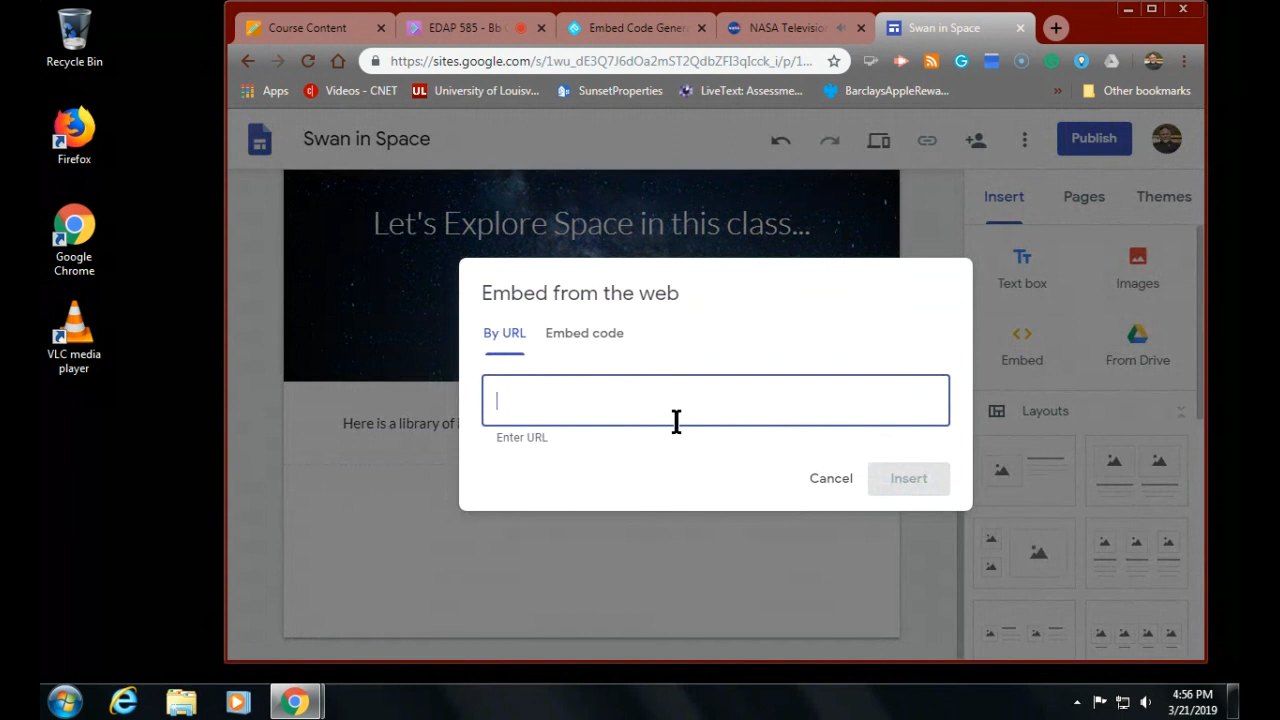 Recycle Bin
Firefox
Google
Chrome
VLC media
player
Course Content
EDAP 585 - Bb C
Embed Code Genera
NASA Television
Swan in Space
https://sites.google.com/s/1wu_dE3Q7J6dOa2mST2QdbZFI3qIcck_i/p/1...
Apps
Videos - CNET
UL
University of Louisv...
SunsetProperties
LiveText: Assessme...
BarclaysAppleRewa...
»
Other bookmarks
Swan in Space
Publish
Let's Explore Space in this class...
Here is a library of
Insert
Pages
Themes
Text box
Images
Embed
From Drive
Layouts
Embed from the web
By URL
Embed code
Enter URL
Cancel
Insert
4:56 PM
3/21/2019